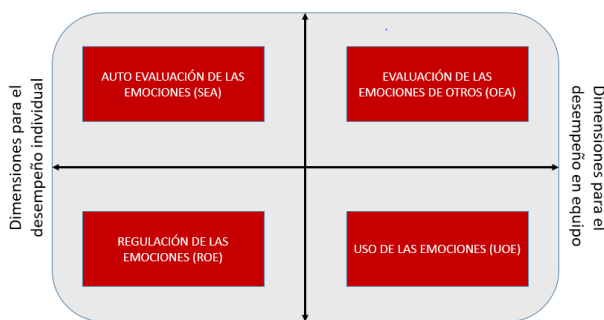 Dimensiones para el
desempeño individual
AUTO EVALUACIÓN DE LAS
EMOCIONES (SEA)
EVALUACIÓN DE LAS
EMOCIONES DE OTROS (OEA)
REGULACIÓN DE LAS
EMOCIONES (ROE)
USO DE LAS EMOCIONES (UOE)
Dimensiones para el
desempeño en equipo